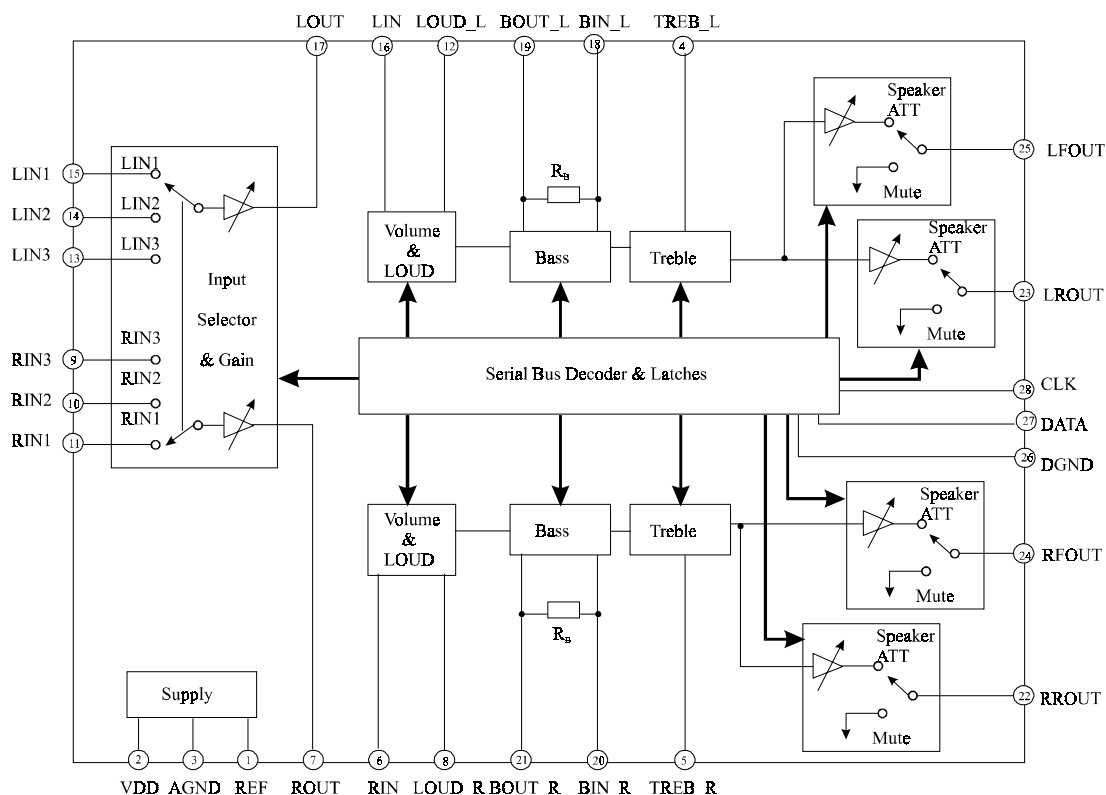 LOUT LIN LOUD_L BOUT_L BIN_L TREB_L
17 16 12 19 18 4
Speaker
ATT
Mute
25 LFOUT
LIN1 15 LIN1
LIN2 14 LIN2
LIN3 13 LIN3
Input
Selector
& Gain
RIN3 9 RIN3
RIN2 10 RIN2
RIN1 11 RIN1
RB
Volume
&
LOUD
Bass
Treble
Speaker
ATT
Mute
23 LROUT
Serial Bus Decoder & Latches
28 CLK
27 DATA
26 DGND
Volume
&
LOUD
Bass
Treble
RB
Speaker
ATT
Mute
24 RFOUT
Speaker
ATT
Mute
22 RROUT
Supply
2 3 1 7 6 8 21 20 5
VDD AGND REF ROUT RIN LOUD_R BOUT_R BIN_R TREB_R